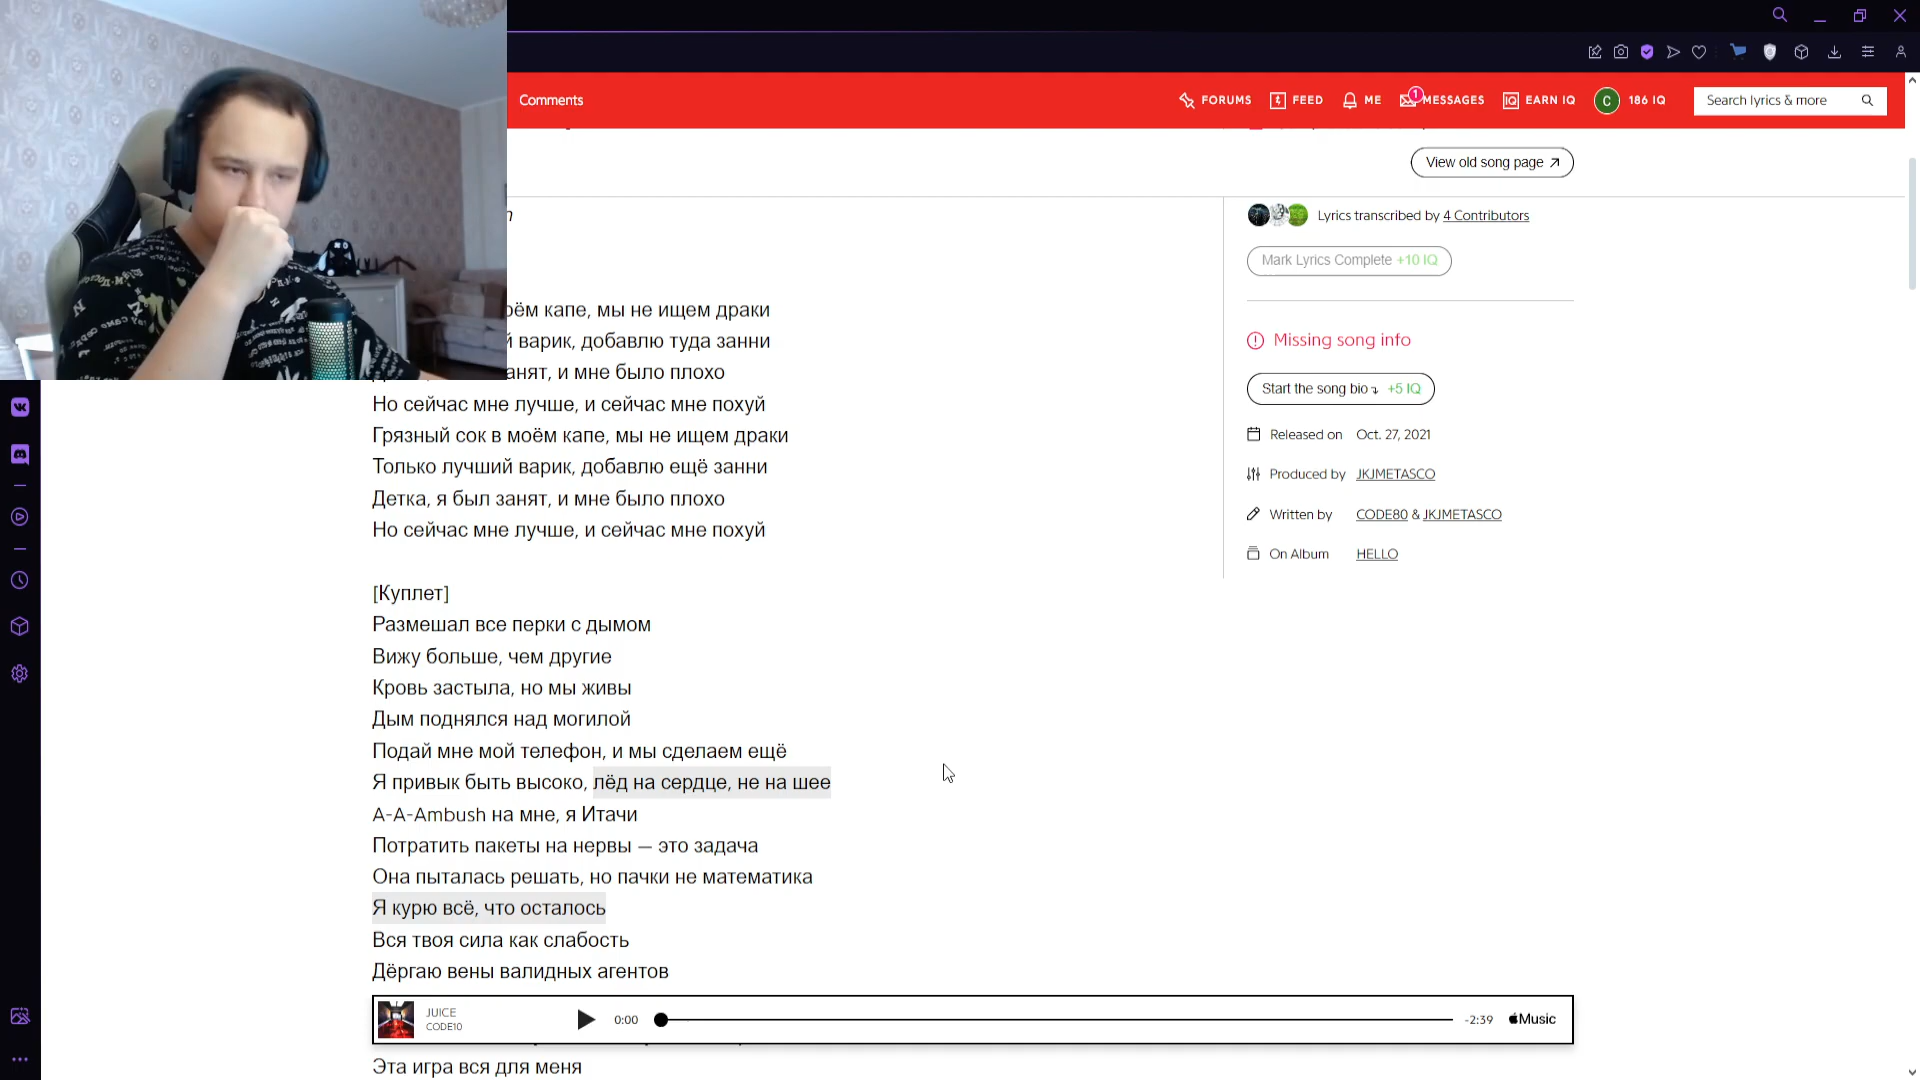 Comments
FORUMS
FEED
ME
1
MESSAGES
IQ
EARN IQ
C
186 IQ
Search lyrics & more
View old song page
Lyrics transcribed by 4 Contributors
Mark Lyrics Complete +10 IQ
Missing song info
Start the song bio +5 IQ
Released on Oct. 27, 2021
Produced by JKJMETASCO
Written by CODE80 & JKJMETASCO
On Album HELLO
капе, мы не ищем драки
варик, добавлю туда занни
и мне было плохо
Но сейчас мне лучше, и сейчас мне похуй
Грязный сок в моём капе, мы не ищем драки
Только лучший варик, добавлю ещё занни
Детка, я был занят, и мне было плохо
Но сейчас мне лучше, и сейчас мне похуй
[Куплет]
Размешал все перки с дымом
Вижу больше, чем другие
Кровь застыла, но мы живы
Дым поднялся над могилой
Подай мне мой телефон, и мы сделаем ещё
Я привык быть высоко, лёд на сердце, не на шее
A-A-Ambush на мне, я Итачи
Потратить пакеты на нервы — это задача
Она пыталась решать, но пачки не математика
Я курю всё, что осталось
Вся твоя сила как слабость
Дёргаю вены валидных агентов
JUICE
CODE10
0:00
-2:39
Music
Эта игра вся для меня